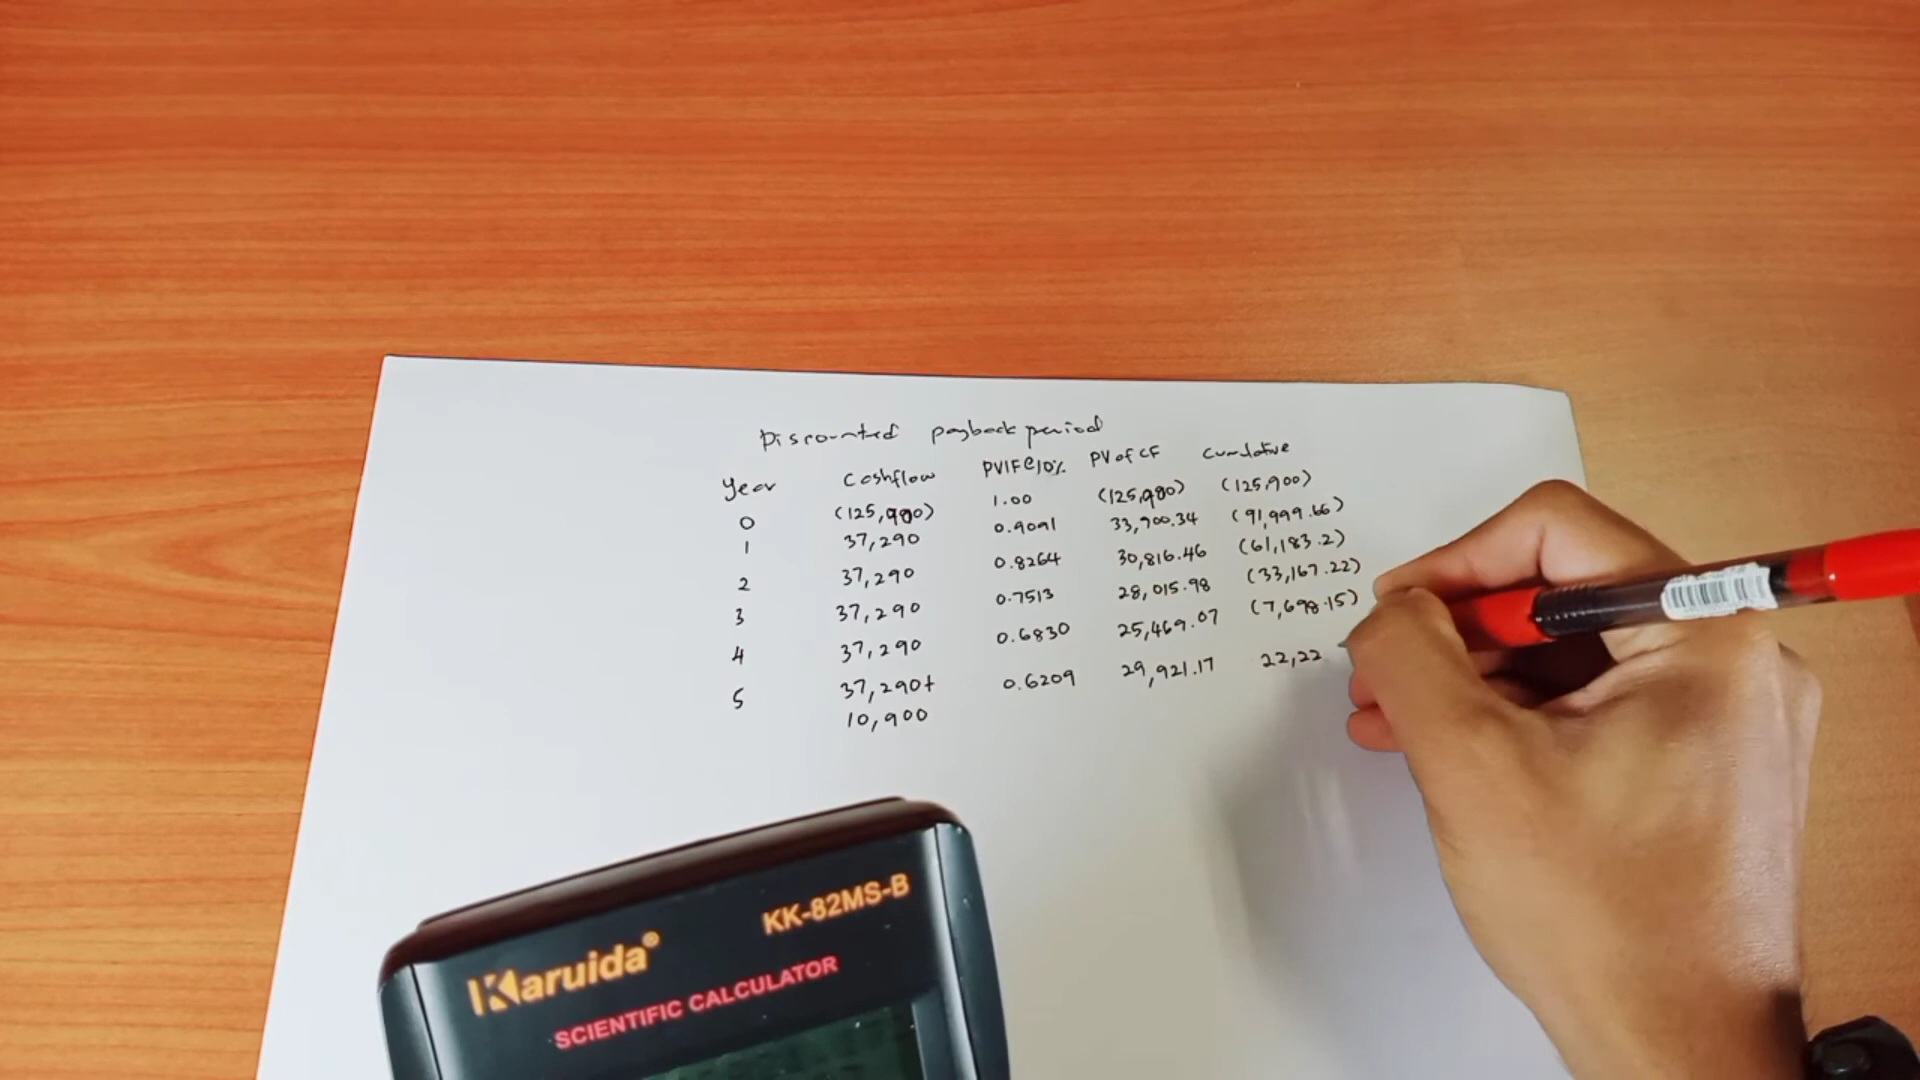 Discounted payback period
Year Cashflow PVIF@10% PV of CF Cumulative
0 (125,900) 1.00 (125,900) (125,900)
1 37,290 0.9091 33,900.34 (91,999.66)
2 37,290 0.8264 30,816.46 (61,183.2)
3 37,290 0.7513 28,015.98 (33,167.22)
4 37,290 0.6830 25,469.07 (7,698.15)
5 37,290+ 0.6209 29,921.17 22,22
10,900
Karuida®
KK-82MS-B
SCIENTIFIC CALCULATOR